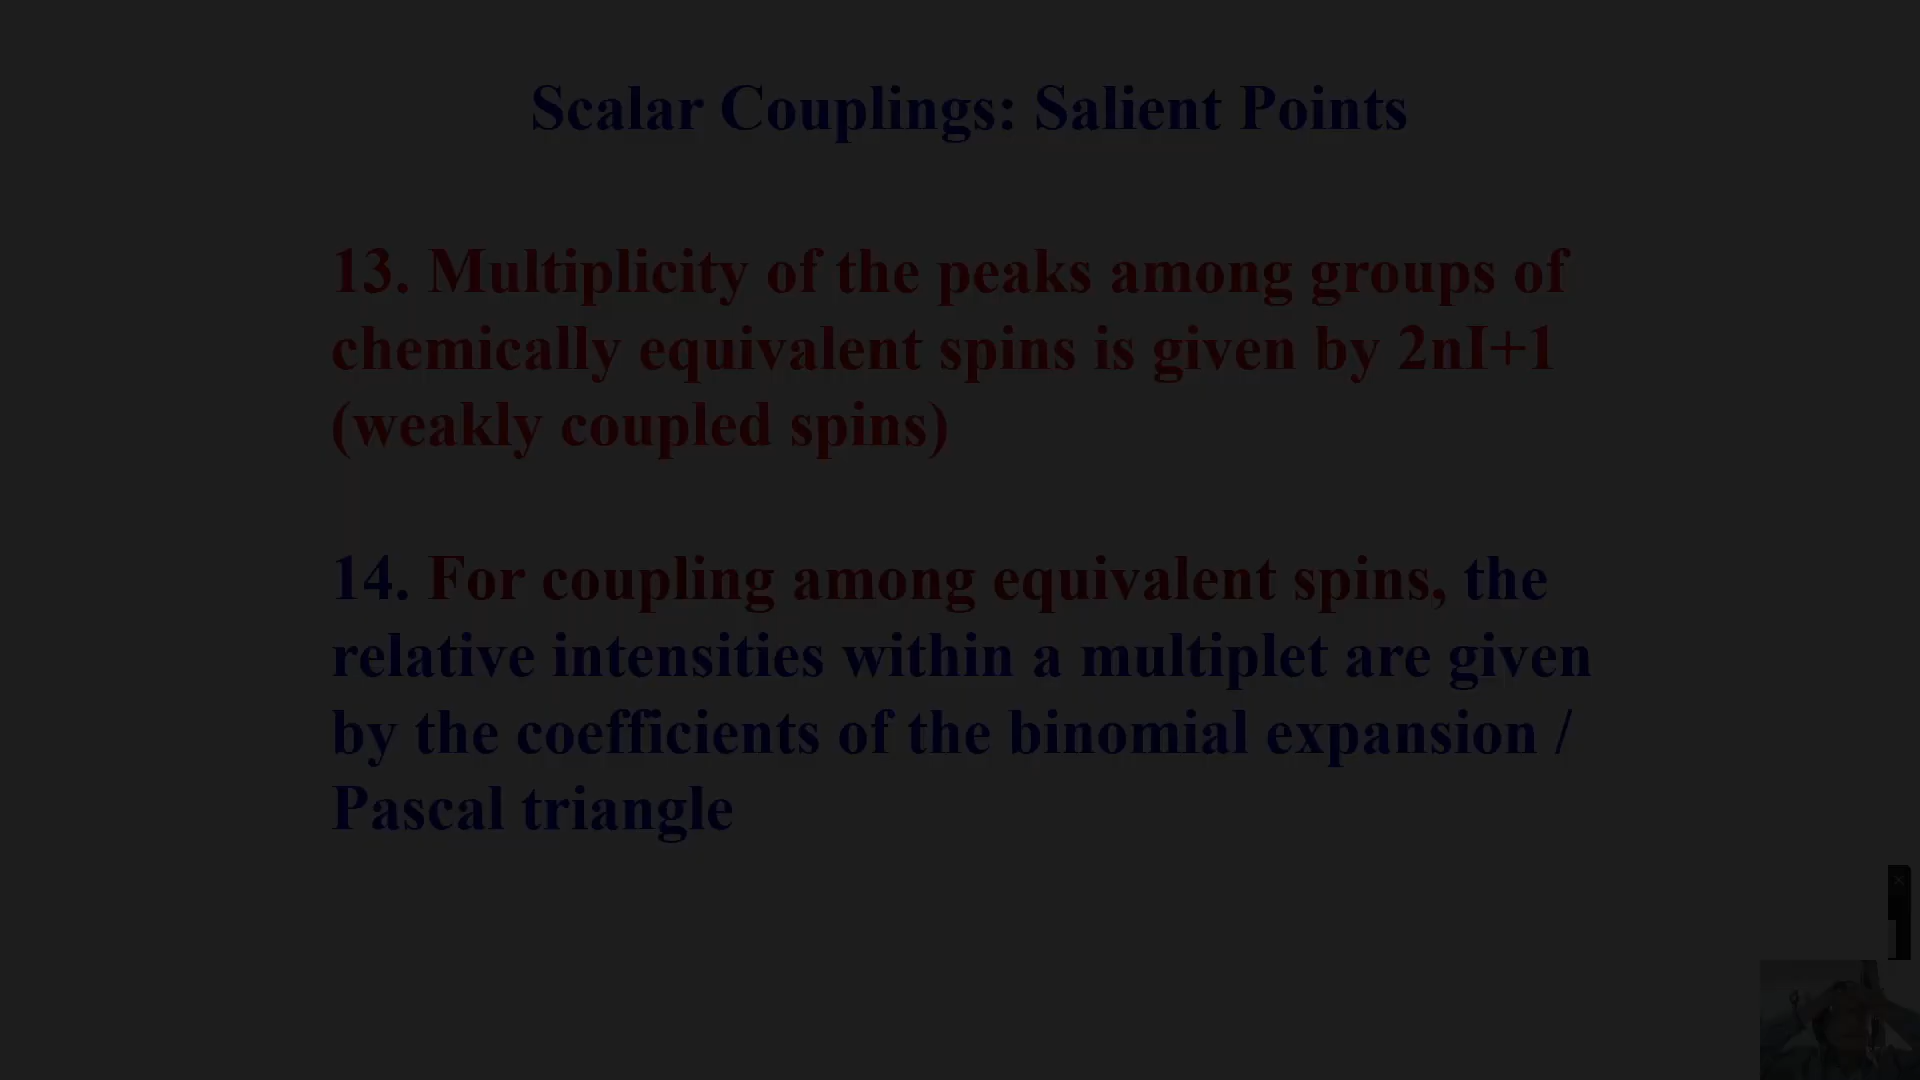 Scalar Couplings: Salient Points
13. Multiplicity of the peaks among groups of
chemically equivalent spins is given by 2nI+1
(weakly coupled spins)
14. For coupling among equivalent spins, the
relative intensities within a multiplet are given
by the coefficients of the binomial expansion /
Pascal triangle